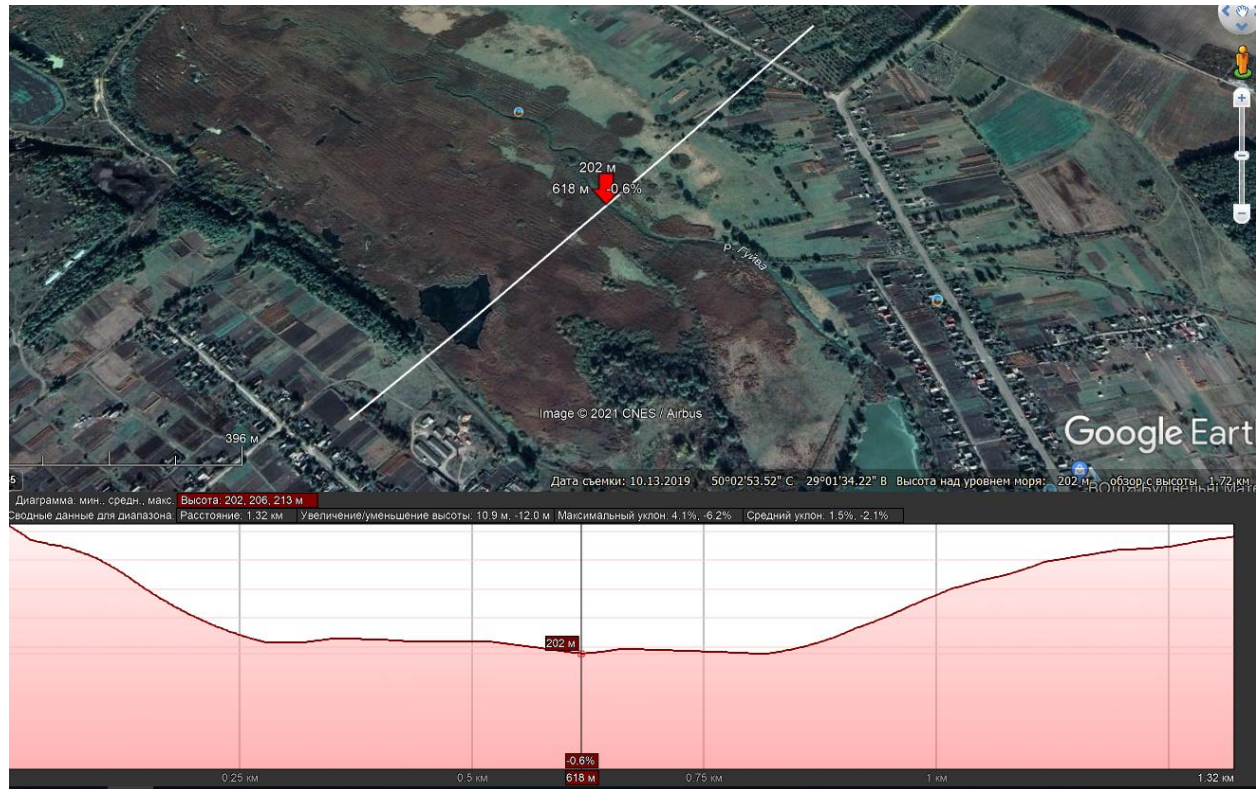 202 м
618 м -0,6%
Р. Гуйва
Image © 2021 CNES / Airbus
396 м
Google Eart
Дата съемки: 10.13.2019 50°02'53.52" С 29°01'34.22" В Высота над уровнем моря: 202 м обзор с высоты 1.72 км
Диаграмма: мин., средн., макс. Высота: 202, 206, 213 м
Сводные данные для диапазона: Расстояние: 1.32 км Увеличение/уменьшение высоты: 10.9 м, -12.0 м Максимальный уклон: 4.1%, -6.2% Средний уклон: 1.5%, -2.1%
202 м
-0.6%
0.25 км 0.5 км 618 м 0.75 км 1 км 1.32 км